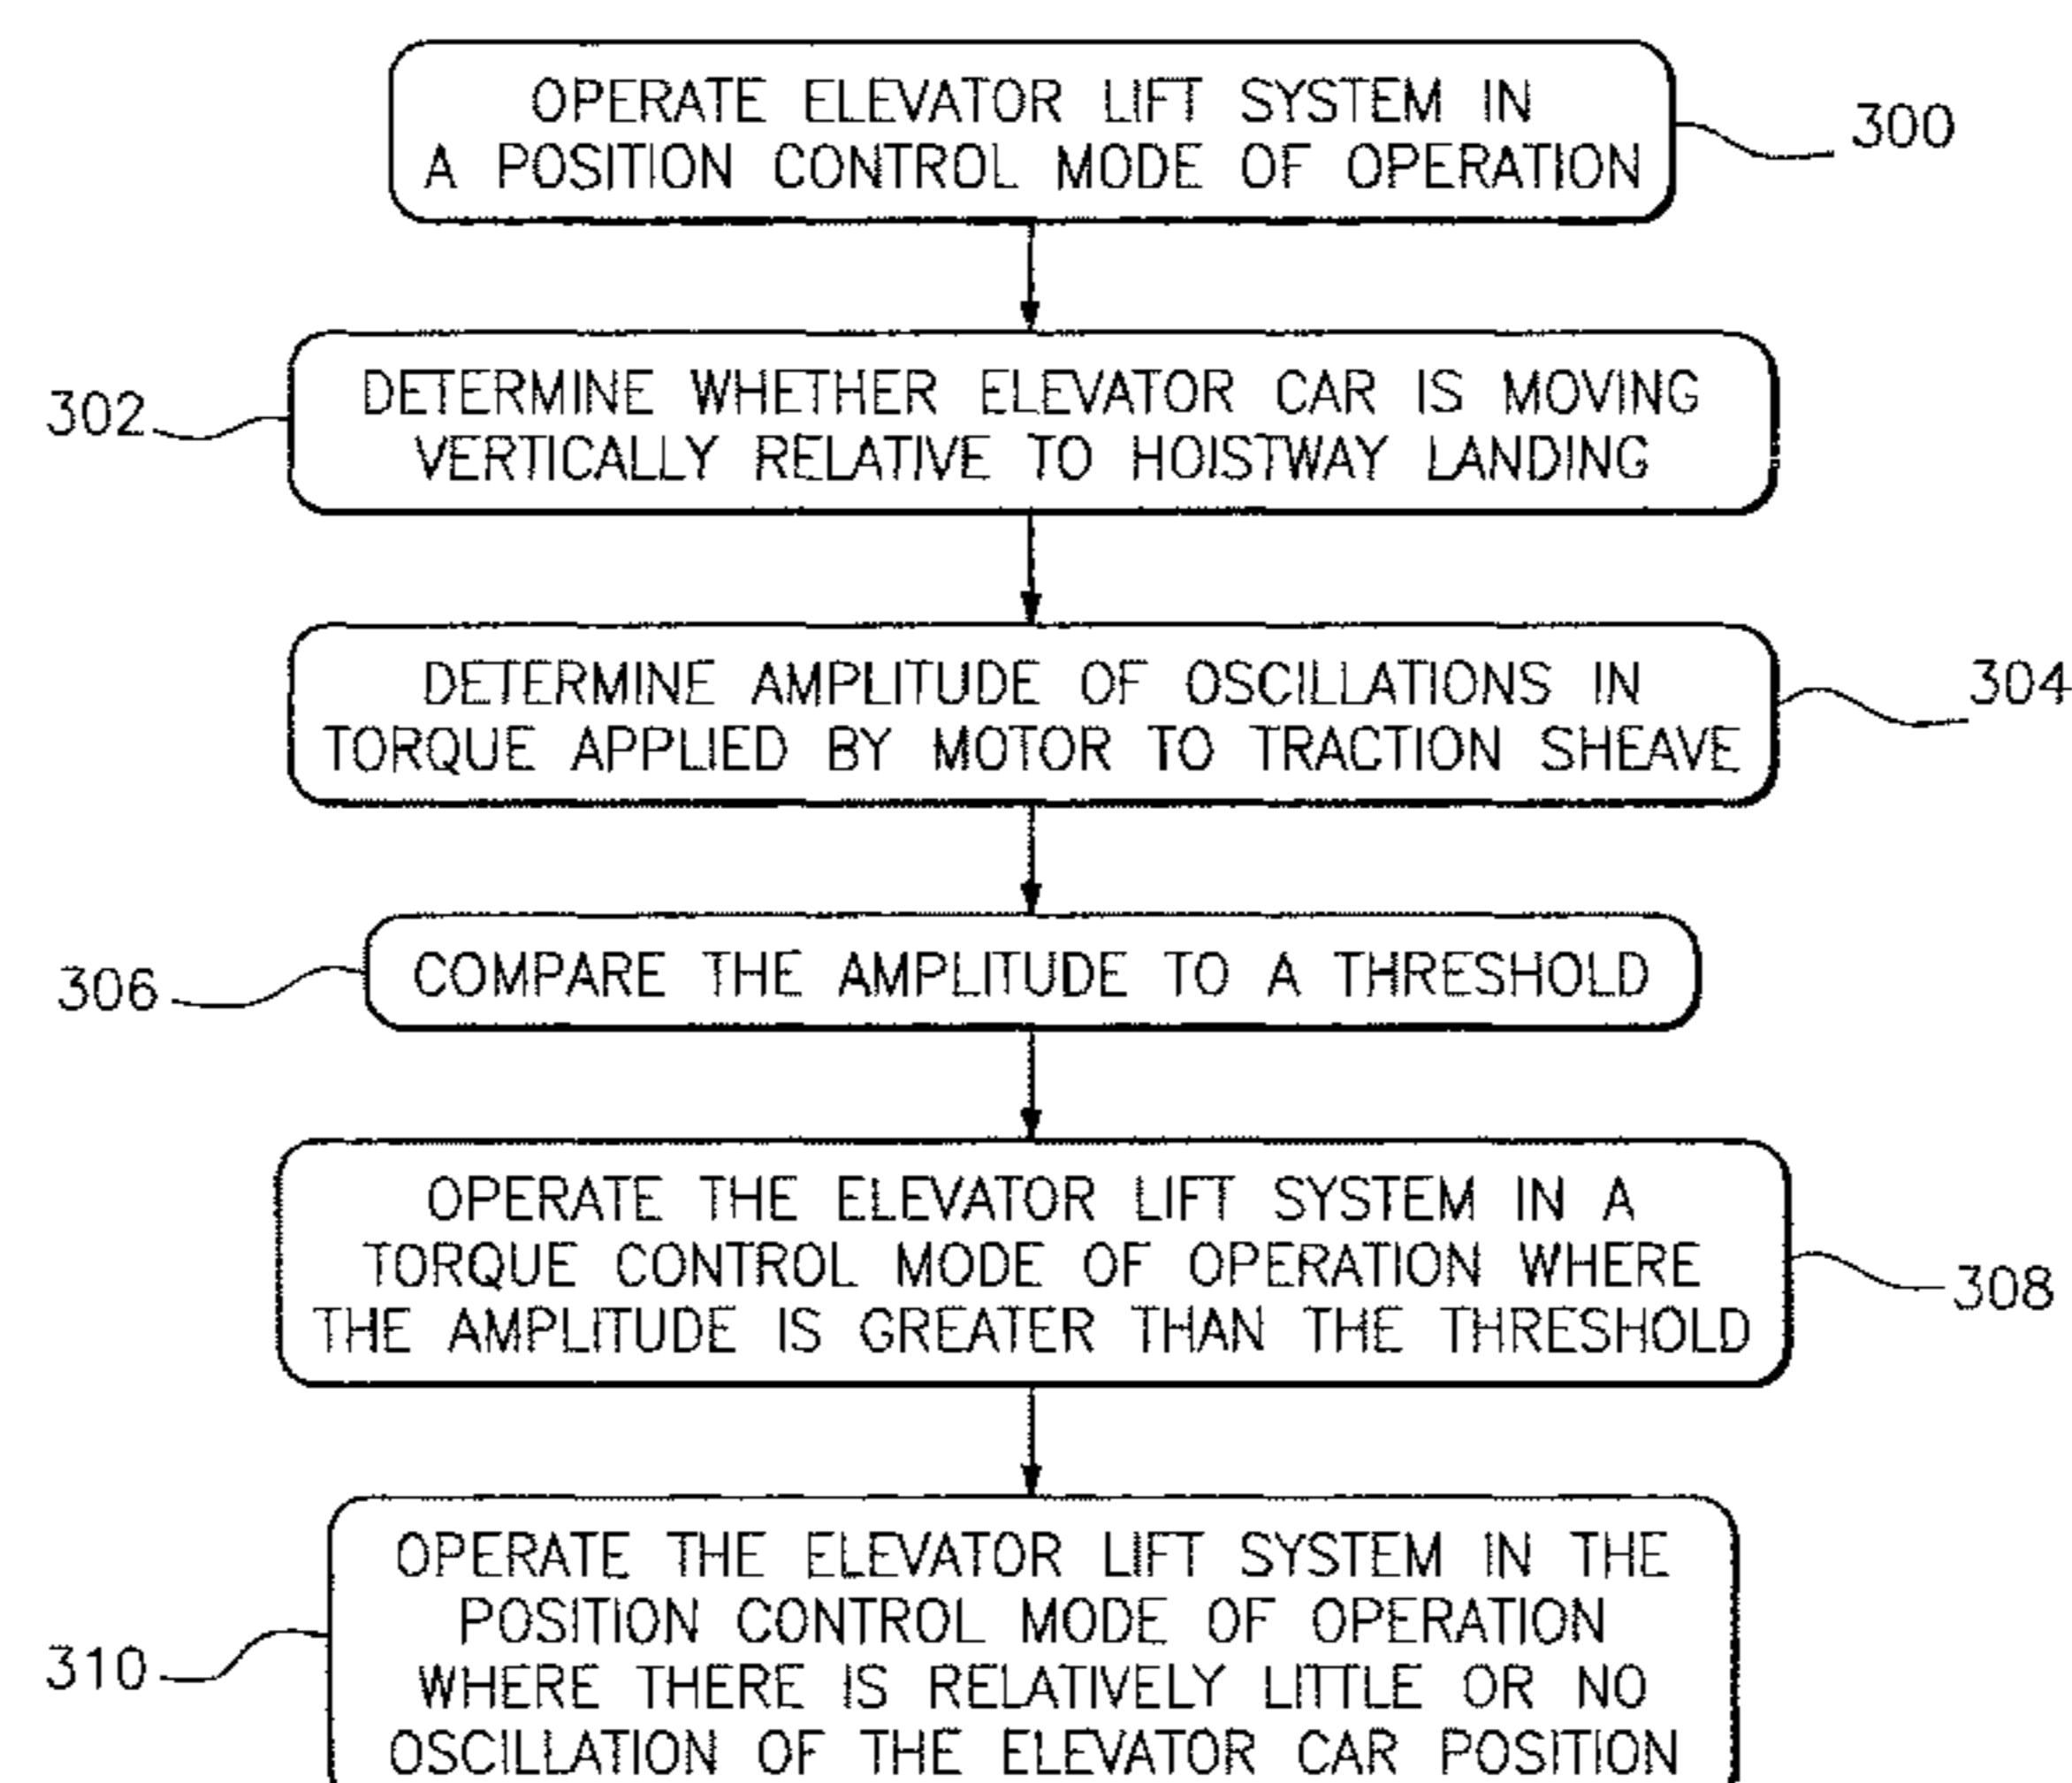 OPERATE ELEVATOR LIFT SYSTEM IN
A POSITION CONTROL MODE OF OPERATION
300
DETERMINE WHETHER ELEVATOR CAR IS MOVING
VERTICALLY RELATIVE TO HOISTWAY LANDING
302
DETERMINE AMPLITUDE OF OSCILLATIONS IN
TORQUE APPLIED BY MOTOR TO TRACTION SHEAVE
304
COMPARE THE AMPLITUDE TO A THRESHOLD
306
OPERATE THE ELEVATOR LIFT SYSTEM IN A
TORQUE CONTROL MODE OF OPERATION WHERE
THE AMPLITUDE IS GREATER THAN THE THRESHOLD
308
OPERATE THE ELEVATOR LIFT SYSTEM IN THE
POSITION CONTROL MODE OF OPERATION
WHERE THERE IS RELATIVELY LITTLE OR NO
OSCILLATION OF THE ELEVATOR CAR POSITION
310